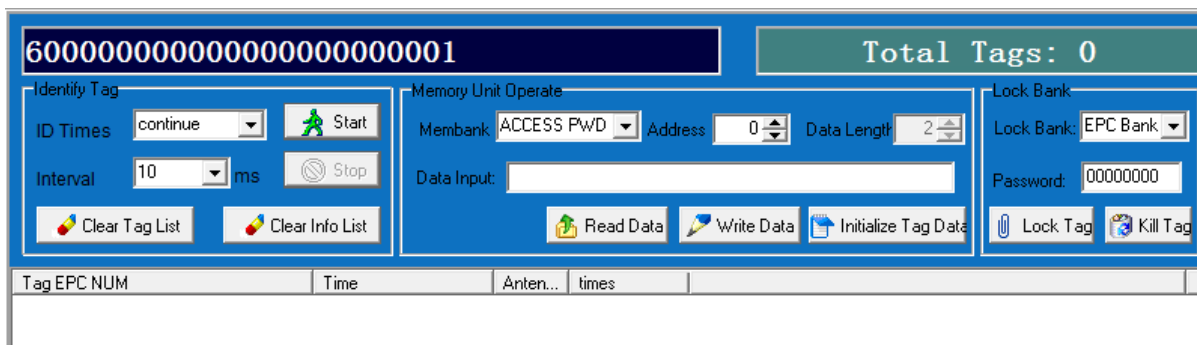 600000000000000000000001 Total Tags: 0
Identify Tag
ID Times continue Start
Interval 10 ms Stop
Clear Tag List Clear Info List
Memory Unit Operate
Membank ACCESS PWD Address 0 Data Length 2
Data Input:
Read Data Write Data Initialize Tag Data
Lock Bank
Lock Bank: EPC Bank
Password: 00000000
Lock Tag Kill Tag
Tag EPC NUM Time Anten... times